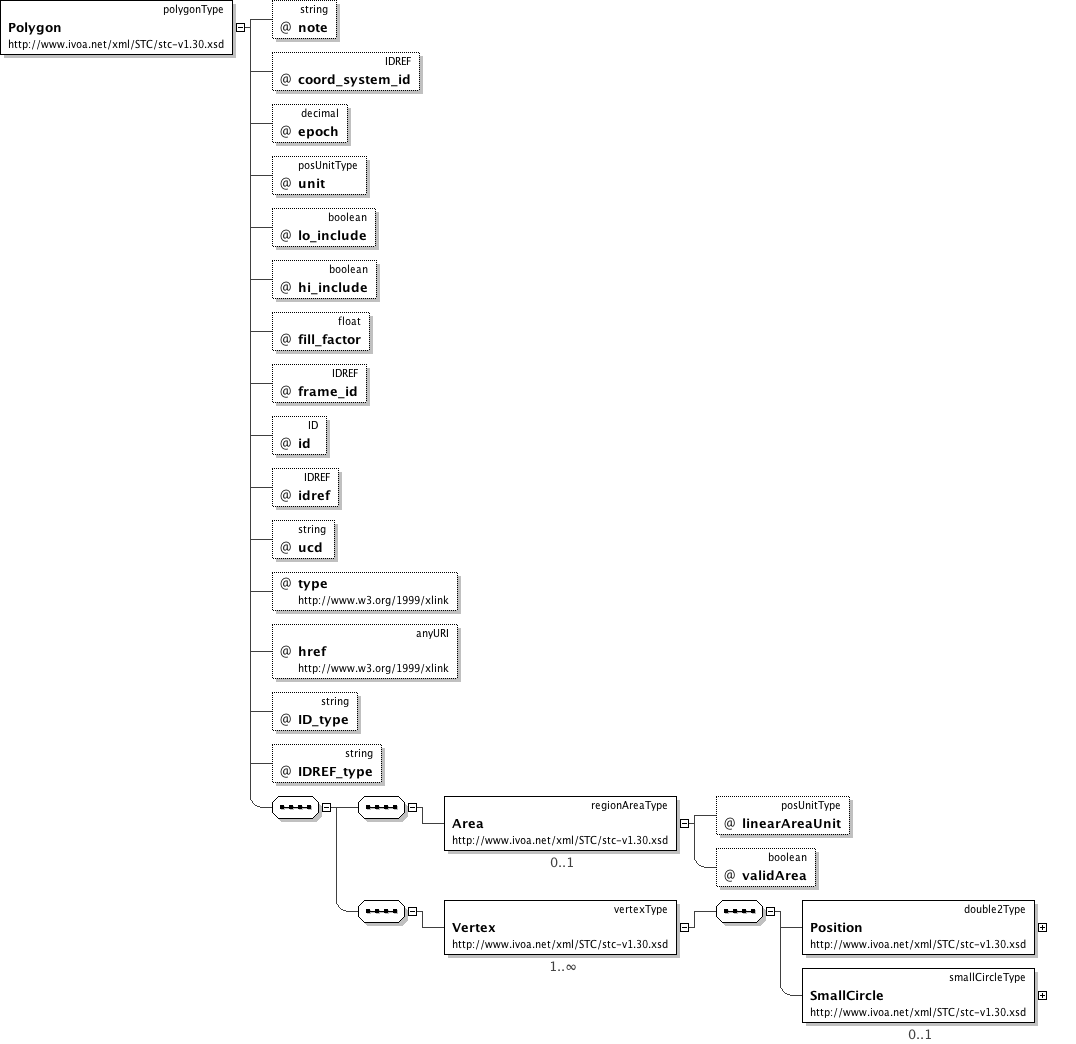 polygonType
Polygon
http://www.ivoa.net/xml/STC/stc-v1.30.xsd
string
@ note
IDREF
@ coord_system_id
decimal
@ epoch
posUnitType
@ unit
boolean
@ lo_include
boolean
@ hi_include
float
@ fill_factor
IDREF
@ frame_id
ID
@ id
IDREF
@ idref
string
@ ucd
@ type
http://www.w3.org/1999/xlink
anyURI
@ href
http://www.w3.org/1999/xlink
string
@ ID_type
string
@ IDREF_type
regionAreaType
Area
http://www.ivoa.net/xml/STC/stc-v1.30.xsd
0..1
posUnitType
@ linearAreaUnit
boolean
@ validArea
vertexType
Vertex
http://www.ivoa.net/xml/STC/stc-v1.30.xsd
1..∞
double2Type
Position
http://www.ivoa.net/xml/STC/stc-v1.30.xsd
smallCircleType
SmallCircle
http://www.ivoa.net/xml/STC/stc-v1.30.xsd
0..1